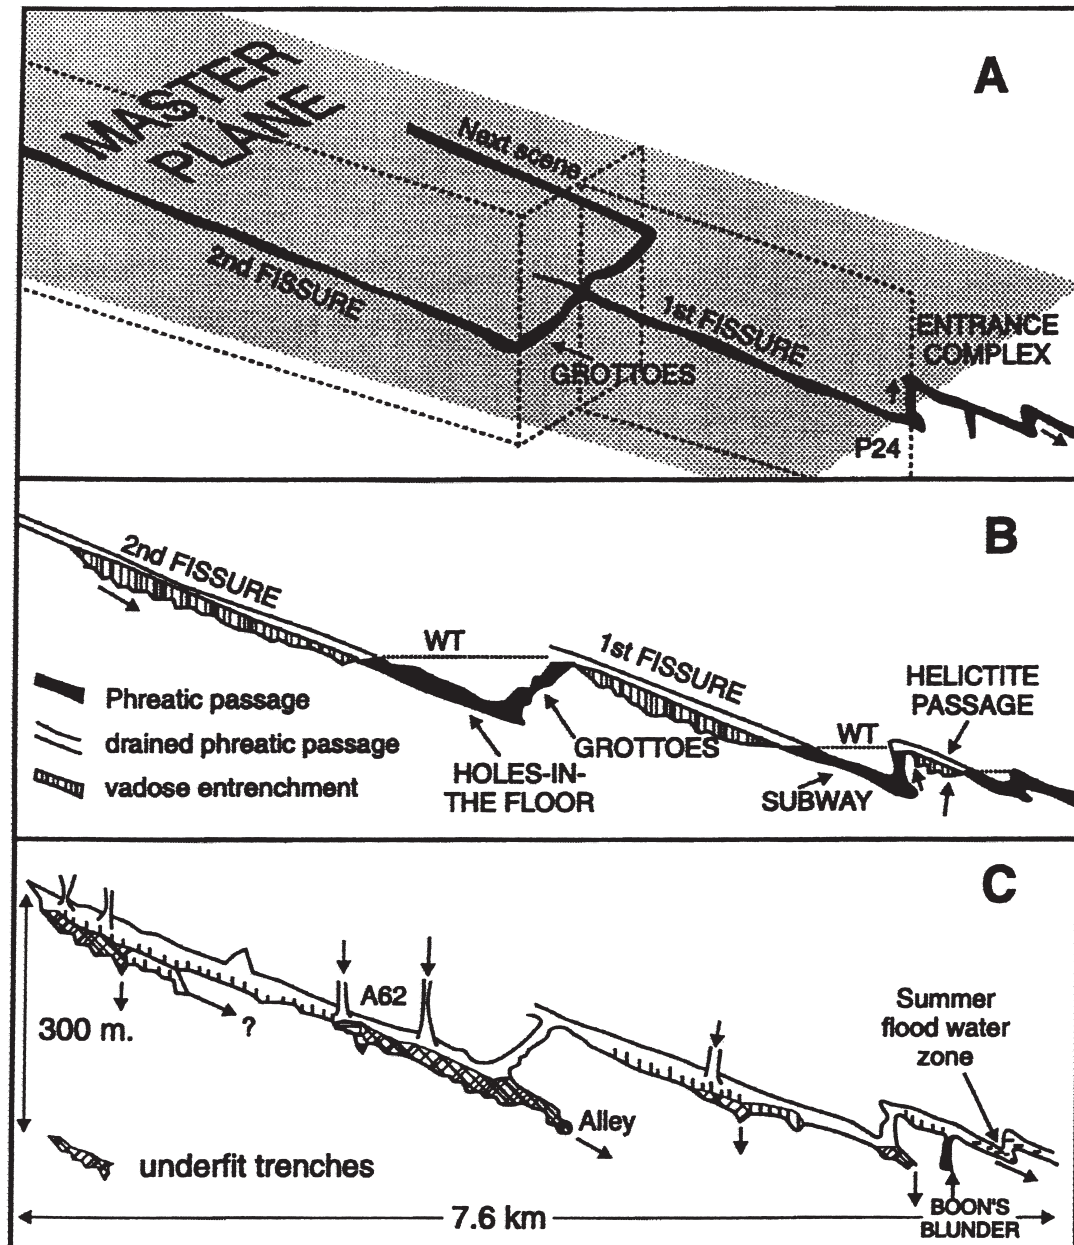 A
MASTER
PLANE
Next scene
2nd FISSURE
1st FISSURE
ENTRANCE
COMPLEX
GROTTOES
P24
B
2nd FISSURE
WT
1st FISSURE
HELICTITE
PASSAGE
Phreatic passage
drained phreatic passage
vadose entrenchment
GROTTOES
WT
HOLES-IN-
THE FLOOR
SUBWAY
C
A62
Summer
flood water
zone
300 m.
?
Alley
underfit trenches
7.6 km
BOON'S
BLUNDER